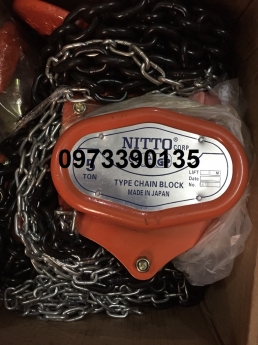 NITTO® CORP
0973390135
TON
LIFT M
TYPE CHAIN BLOCK
Date
MADE IN JAPAN
No